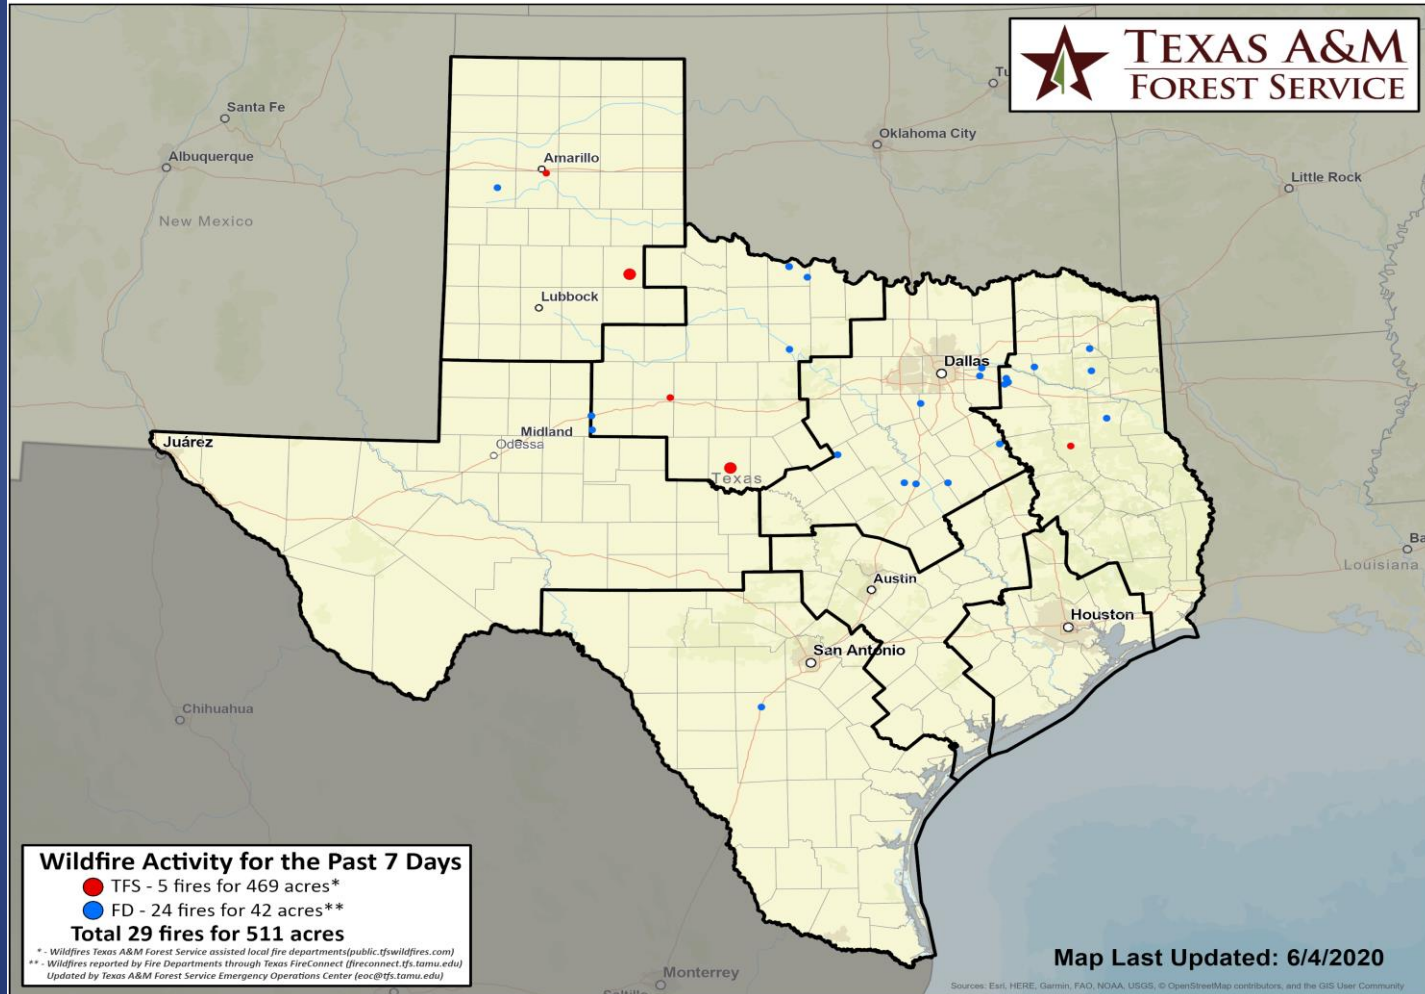 TEXAS A&M
FOREST SERVICE
Tu
Santa Fe
Oklahoma City
Albuquerque
Amarillo
Little Rock
New Mexico
Lubbock
Dallas
Juárez
Midland
Odessa
Texas
Ba
Louisiana
Austin
Houston
San Antonio
Chihuahua
Wildfire Activity for the Past 7 Days
TFS - 5 fires for 469 acres*
FD - 24 fires for 42 acres**
Total 29 fires for 511 acres
* - Wildfires Texas A&M Forest Service assisted local fire departments(public.tfswildfires.com)
** - Wildfires reported by Fire Departments through Texas FireConnect (fireconnect.tfs.tamu.edu)
Updated by Texas A&M Forest Service Emergency Operations Center (eoc@tfs.tamu.edu)
Monterrey
Map Last Updated: 6/4/2020
Sources: Esri, HERE, Garmin, FAO, NOAA, USGS, © OpenStreetMap contributors, and the GIS User Community